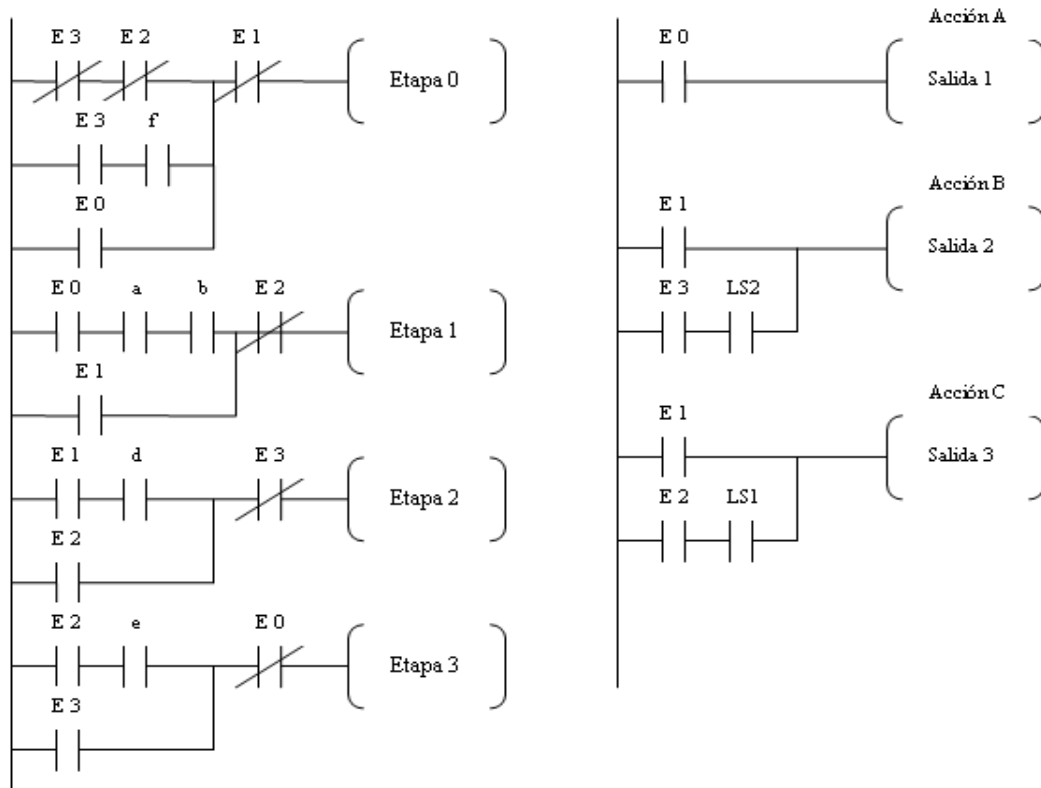 E 3 E 2 E 1
Etapa 0
E 3 f
E 0
E 0 a b E 2
Etapa 1
E 1
E 1 d E 3
Etapa 2
E 2
E 2 e E 0
Etapa 3
E 3
Acción A
E 0
Salida 1
Acción B
E 1
Salida 2
E 3 LS2
Acción C
E 1
Salida 3
E 2 LS1